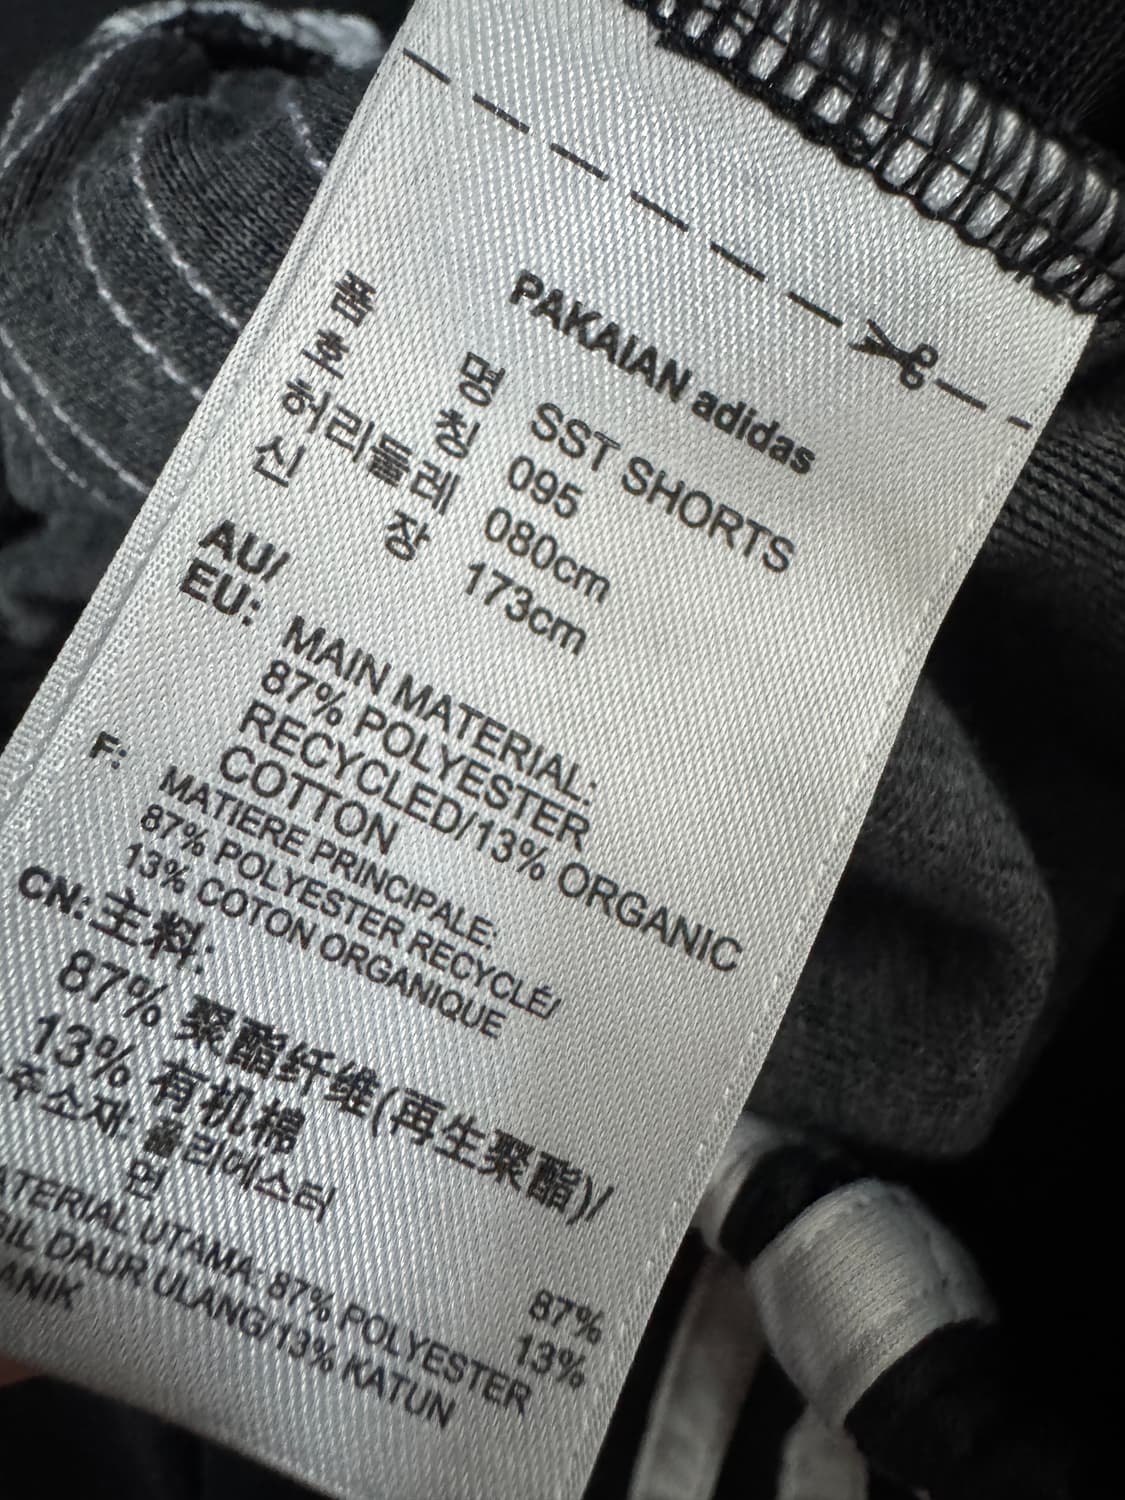 PAKAIAN adidas
품 명 SST SHORTS
호 칭 095
허리둘레 080cm
신 장 173cm
AU/
EU: MAIN MATERIAL:
87% POLYESTER
RECYCLED/13% ORGANIC
COTTON
F: MATIERE PRINCIPALE:
87% POLYESTER RECYCLÉ/
13% COTON ORGANIQUE
CN: 主料:
87% 聚酯纤维(再生聚酯)/
13% 有机棉
주소재: 폴리에스터 87%
면 13%
ATERIAL UTAMA: 87% POLYESTER
SIL DAUR ULANG/13% KATUN
ANIK